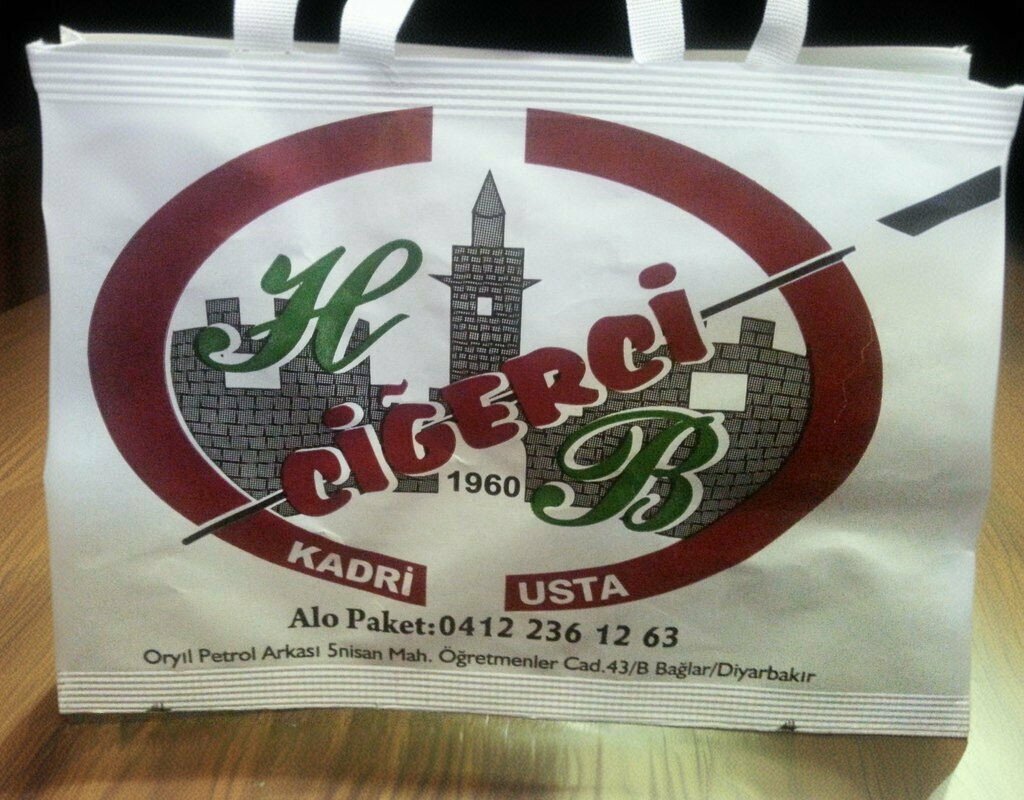 H
CİĞERCİ
B
1960
KADRİ USTA
Alo Paket:0412 236 12 63
Oryıl Petrol Arkası 5nisan Mah. Öğretmenler Cad.43/B Bağlar/Diyarbakır